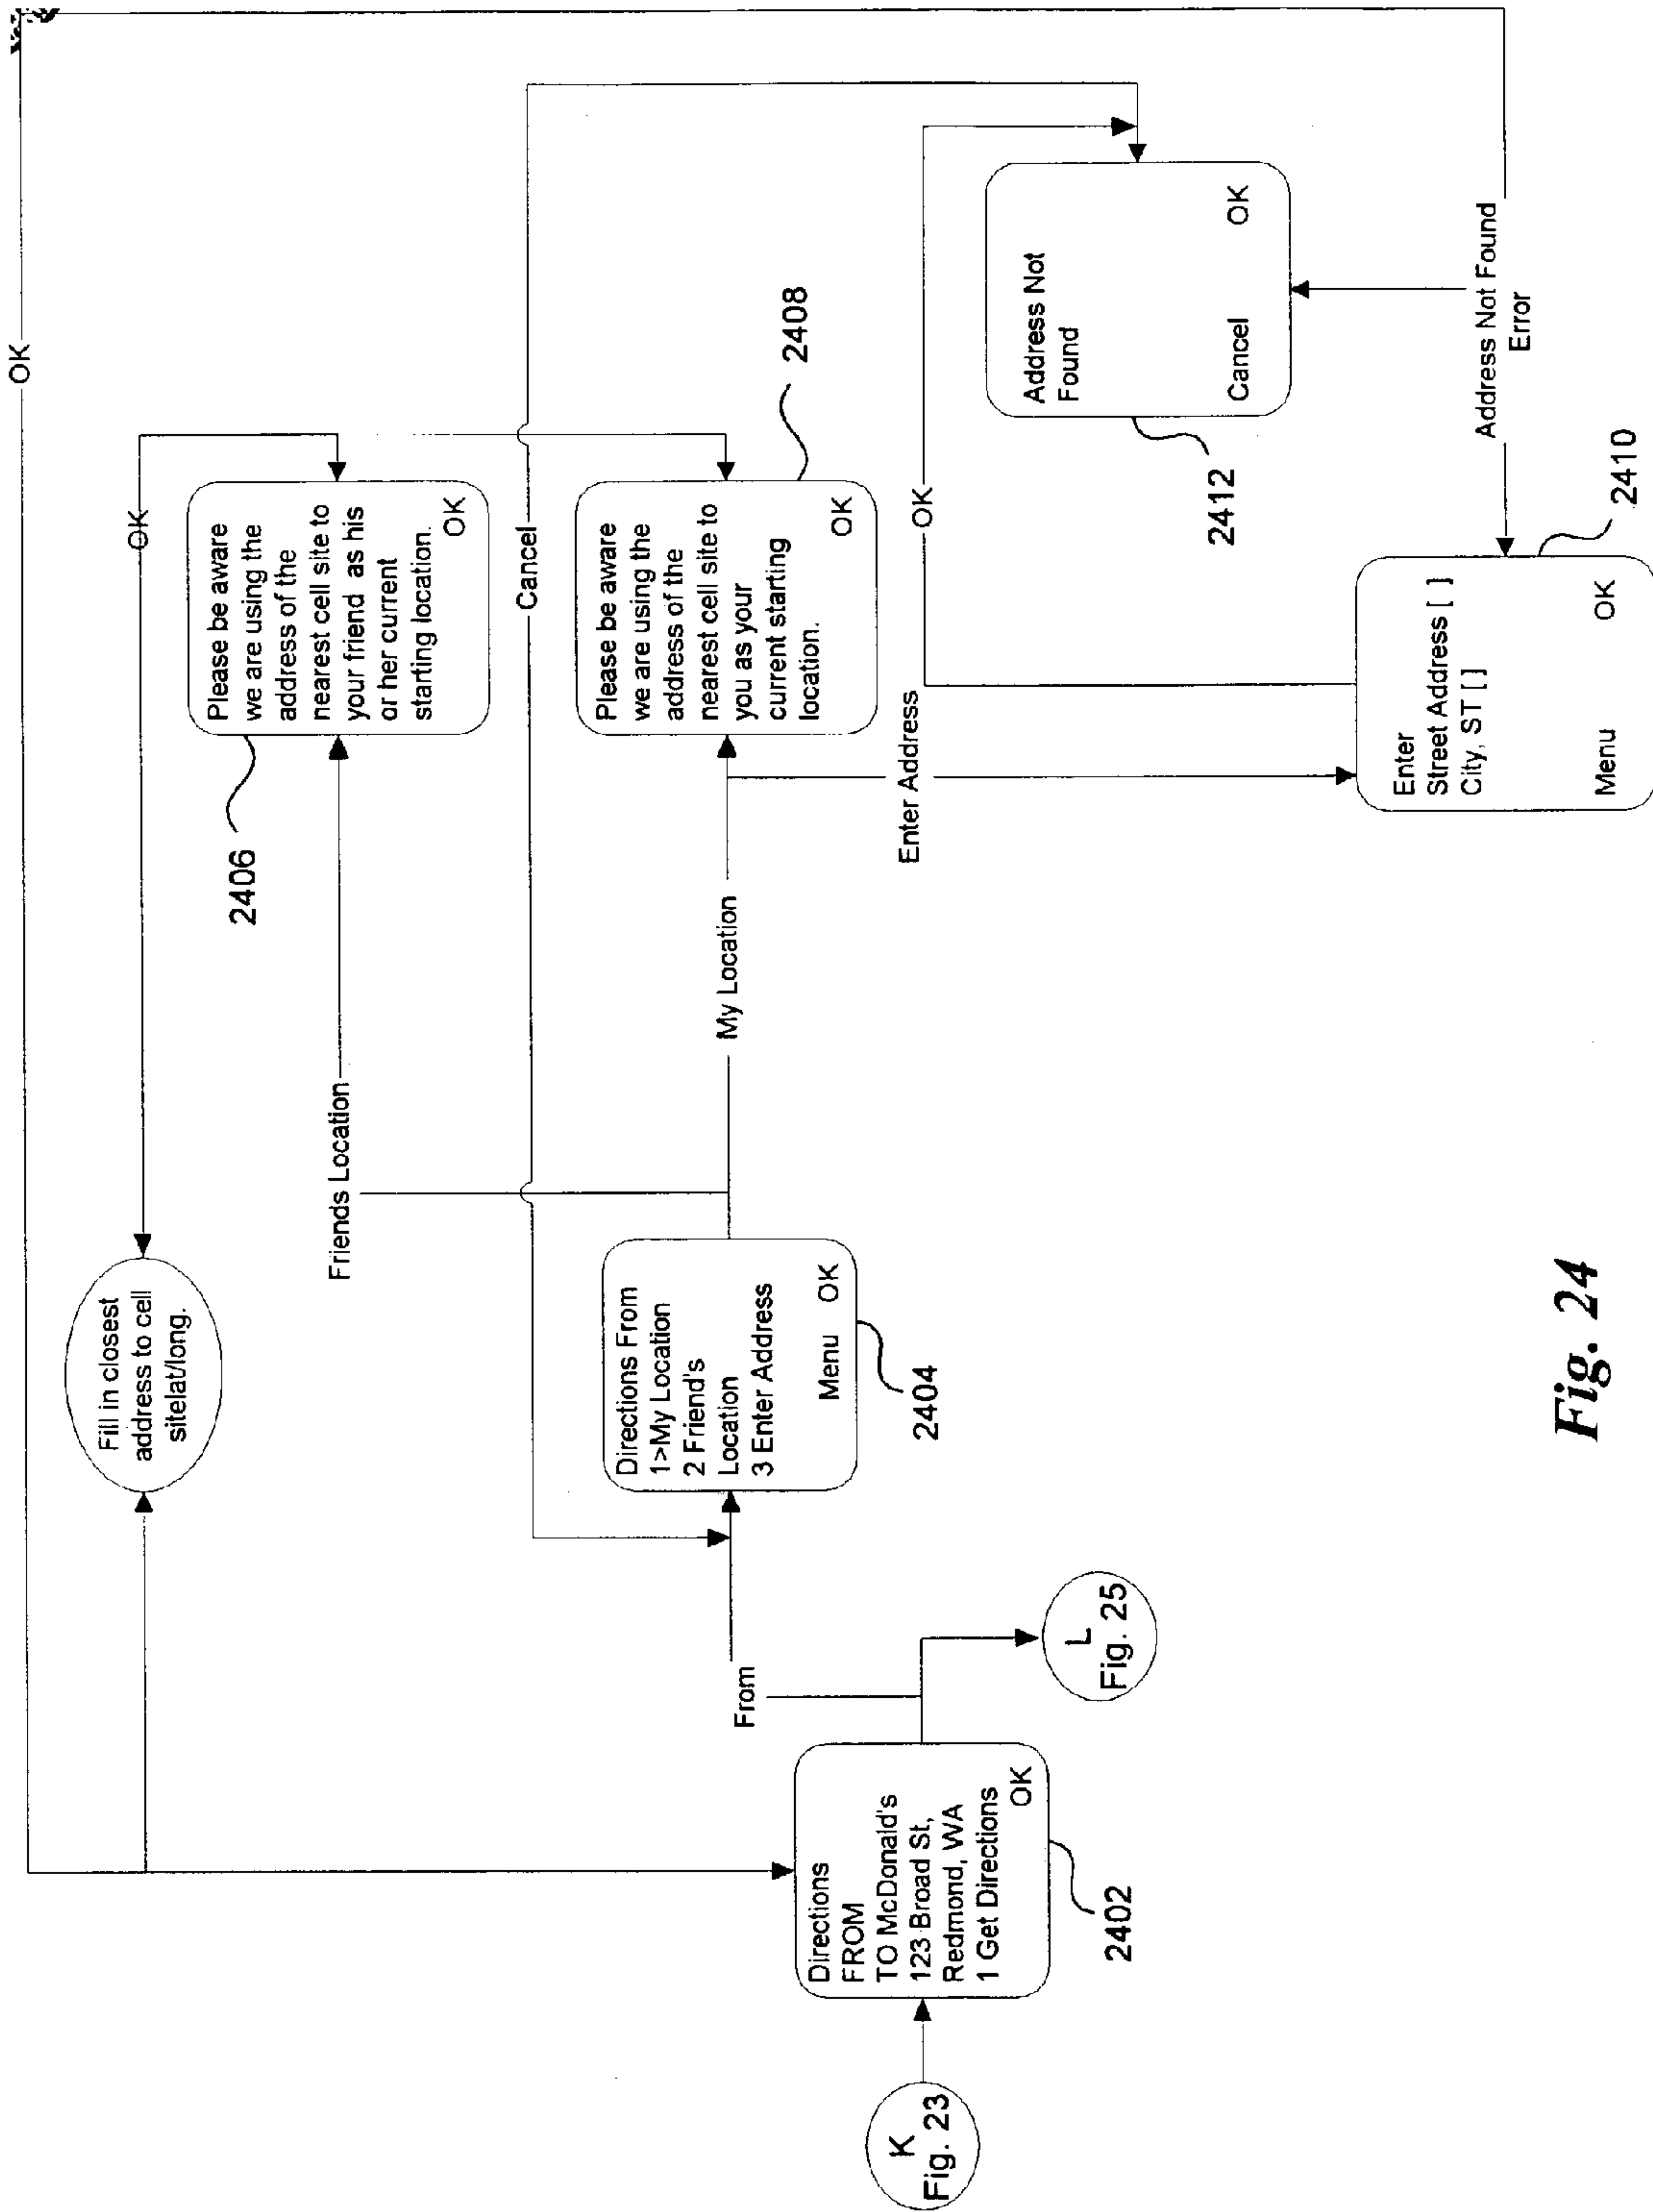 OK
Fill in closest
address to cell
sitelat/long.
OK
Friends Location
Please be aware
we are using the
address of the
nearest cell site to
your friend as his
or her current
starting location.
OK
2406
Cancel
From
Directions From
1>My Location
2 Friend's
Location
3 Enter Address
Menu OK
2404
My Location
Please be aware
we are using the
address of the
nearest cell site to
you as your
current starting
location.
OK
2408
K
Fig. 23
Directions
FROM
TO McDonald's
123 Broad St,
Redmond, WA
1 Get Directions
OK
2402
L
Fig. 25
Enter Address
OK
Address Not
Found
Cancel OK
2412
Enter
Street Address [ ]
City, ST [ ]
Menu OK
2410
Address Not Found
Error
Fig. 24